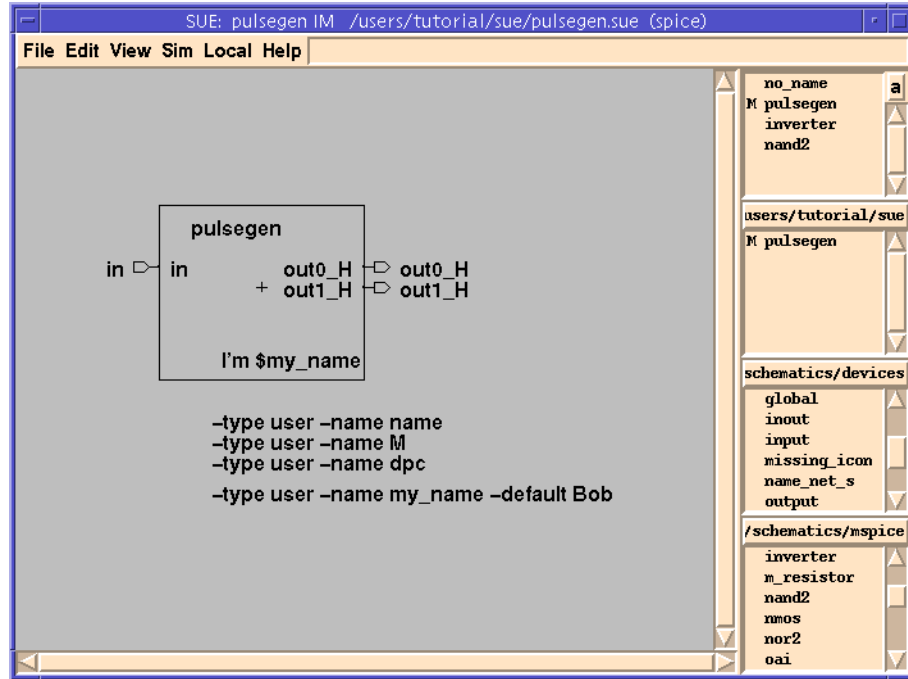 SUE: pulsegen IM /users/tutorial/sue/pulsegen.sue (spice)
File Edit View Sim Local Help
pulsegen
in in out0_H out0_H
+ out1_H out1_H
I'm $my_name
–type user –name name
–type user –name M
–type user –name dpc
–type user –name my_name –default Bob
no_name a
M pulsegen
inverter
nand2
users/tutorial/sue
M pulsegen
schematics/devices
global
inout
input
missing_icon
name_net_s
output
/schematics/mspice
inverter
m_resistor
nand2
nmos
nor2
oai